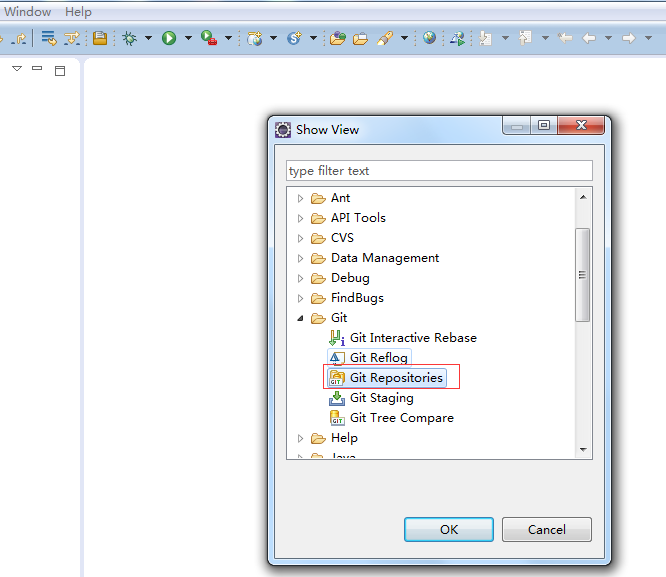 Window Help
Show View
type filter text
Ant
API Tools
CVS
Data Management
Debug
FindBugs
Git
Git Interactive Rebase
Git Reflog
Git Repositories
Git Staging
Git Tree Compare
Help
Java
OK Cancel